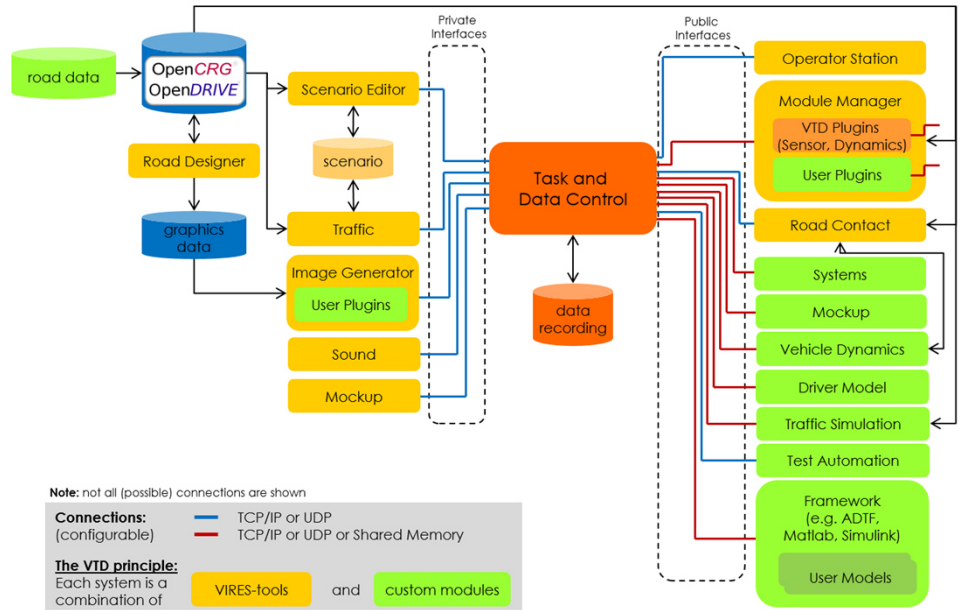 Private
Interfaces
Public
Interfaces
road data
OpenCRG®
OpenDRIVE®
Scenario Editor
Road Designer
scenario
graphics
data
Traffic
Image Generator
User Plugins
Sound
Mockup
Task and
Data Control
data
recording
Operator Station
Module Manager
VTD Plugins
(Sensor, Dynamics)
User Plugins
Road Contact
Systems
Mockup
Vehicle Dynamics
Driver Model
Traffic Simulation
Test Automation
Framework
(e.g. ADTF,
Matlab, Simulink)
User Models
Note: not all (possible) connections are shown
Connections: TCP/IP or UDP
(configurable) TCP/IP or UDP or Shared Memory
The VTD principle:
Each system is a
combination of
VIRES-tools and custom modules